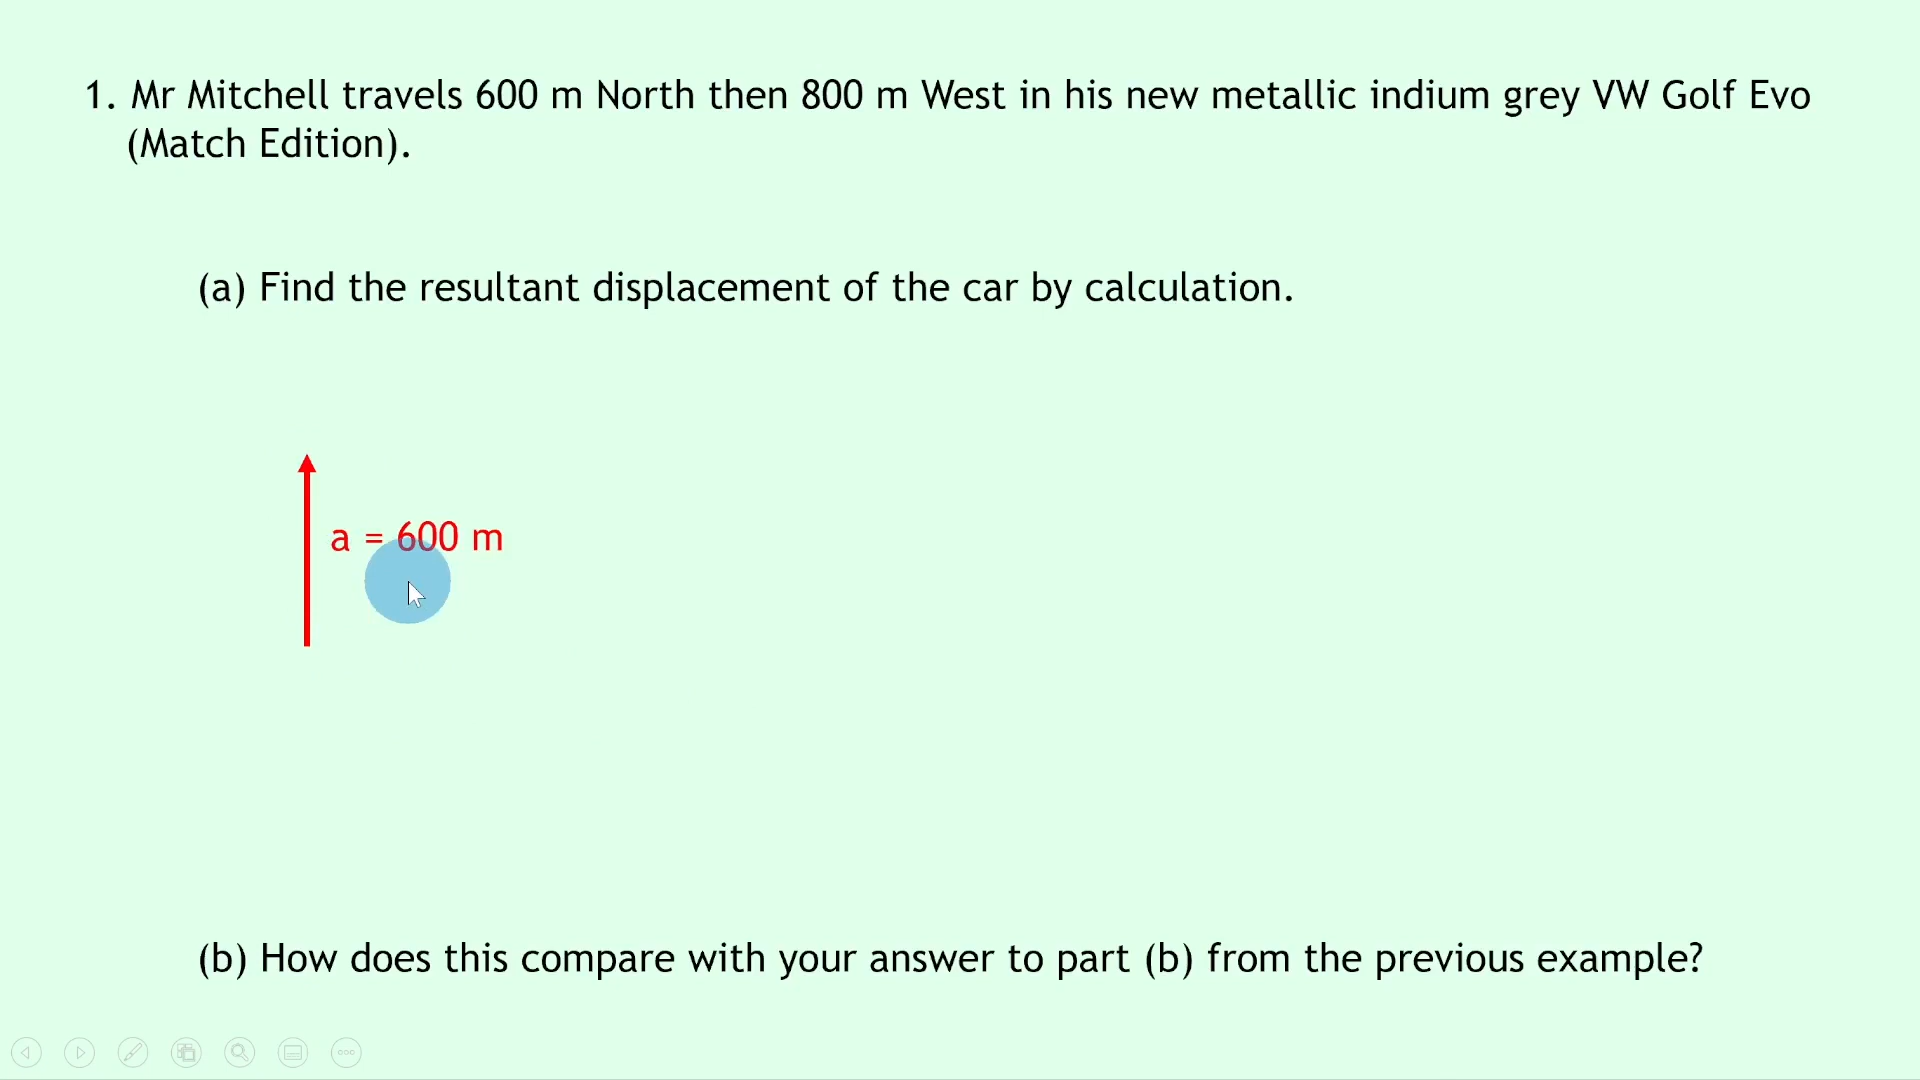 1. Mr Mitchell travels 600 m North then 800 m West in his new metallic indium grey VW Golf Evo
(Match Edition).
(a) Find the resultant displacement of the car by calculation.
a = 600 m
(b) How does this compare with your answer to part (b) from the previous example?